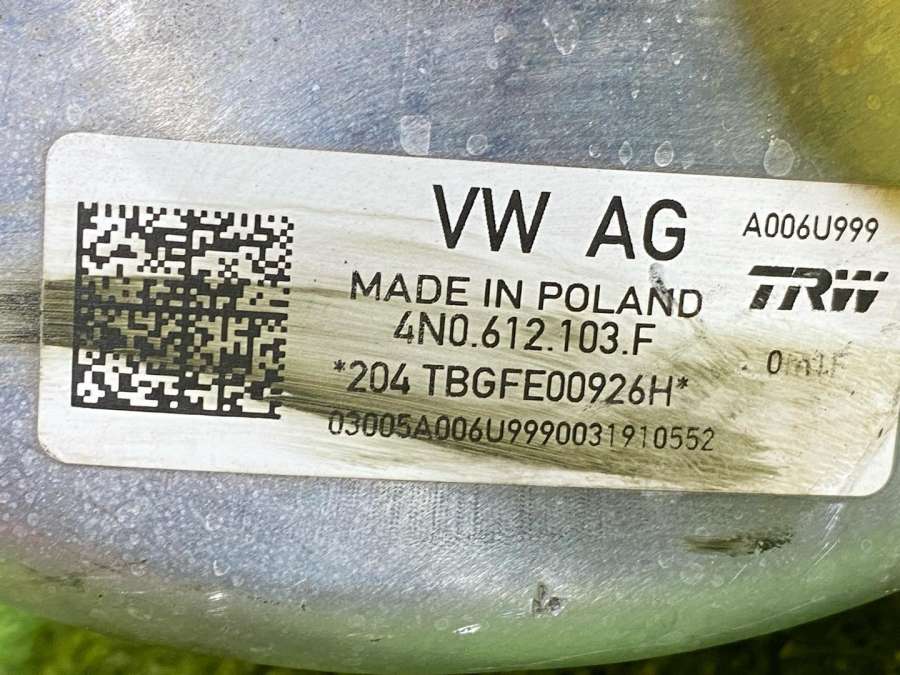 VW AG
A006U999
TRW
MADE IN POLAND
4N0.612.103.F
*204 TBGFE00926H*
03005A006U9990031910552